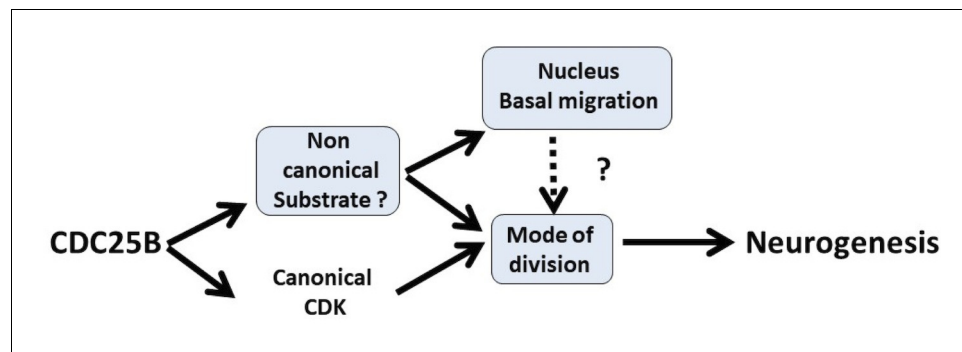 Nucleus
Basal migration
Non
canonical
Substrate ?
?
CDC25B
Mode of
division
Neurogenesis
Canonical
CDK